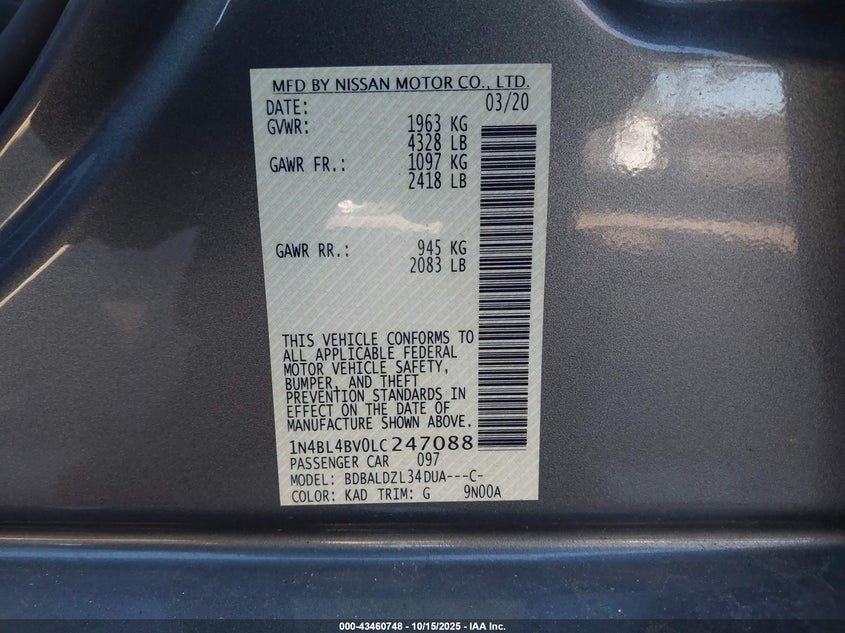 MFD BY NISSAN MOTOR CO., LTD.
DATE: 03/20
GVWR: 1963 KG
4328 LB
GAWR FR.: 1097 KG
2418 LB
GAWR RR.: 945 KG
2083 LB
THIS VEHICLE CONFORMS TO
ALL APPLICABLE FEDERAL
MOTOR VEHICLE SAFETY,
BUMPER, AND THEFT
PREVENTION STANDARDS IN
EFFECT ON THE DATE OF
MANUFACTURE SHOWN ABOVE.
1N4BL4BV0LC247088
PASSENGER CAR 097
MODEL: BDBALDZL34DUA---C-
COLOR: KAD TRIM: G 9N00A
000-43460748 - 10/15/2025 - IAA Inc.